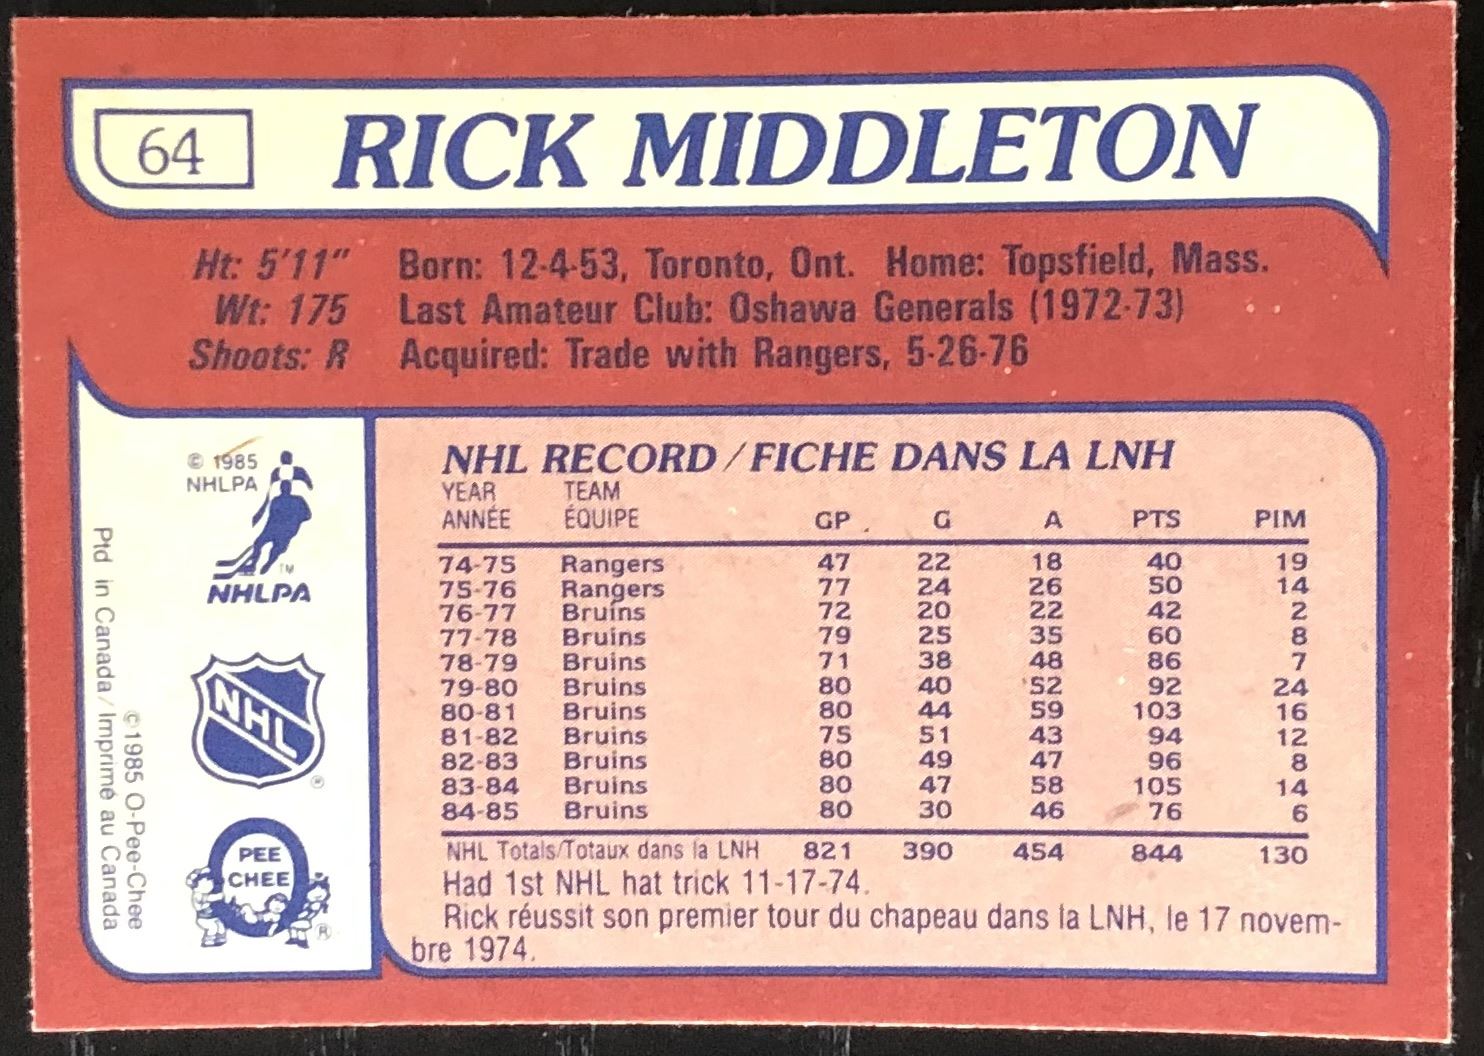 64 RICK MIDDLETON
Ht: 5'11" Born: 12-4-53, Toronto, Ont. Home: Topsfield, Mass.
Wt: 175 Last Amateur Club: Oshawa Generals (1972-73)
Shoots: R Acquired: Trade with Rangers, 5-26-76
© 1985
NHLPA
TM
NHLPA
NHL
®
PEE
CHEE
®
©1985 O-Pee-Chee
Ptd in Canada / Imprimé au Canada
NHL RECORD / FICHE DANS LA LNH
YEAR TEAM
ANNÉE ÉQUIPE GP G A PTS PIM
74-75 Rangers 47 22 18 40 19
75-76 Rangers 77 24 26 50 14
76-77 Bruins 72 20 22 42 2
77-78 Bruins 79 25 35 60 8
78-79 Bruins 71 38 48 86 7
79-80 Bruins 80 40 52 92 24
80-81 Bruins 80 44 59 103 16
81-82 Bruins 75 51 43 94 12
82-83 Bruins 80 49 47 96 8
83-84 Bruins 80 47 58 105 14
84-85 Bruins 80 30 46 76 6
NHL Totals/Totaux dans la LNH 821 390 454 844 130
Had 1st NHL hat trick 11-17-74.
Rick réussit son premier tour du chapeau dans la LNH, le 17 novem-
bre 1974.